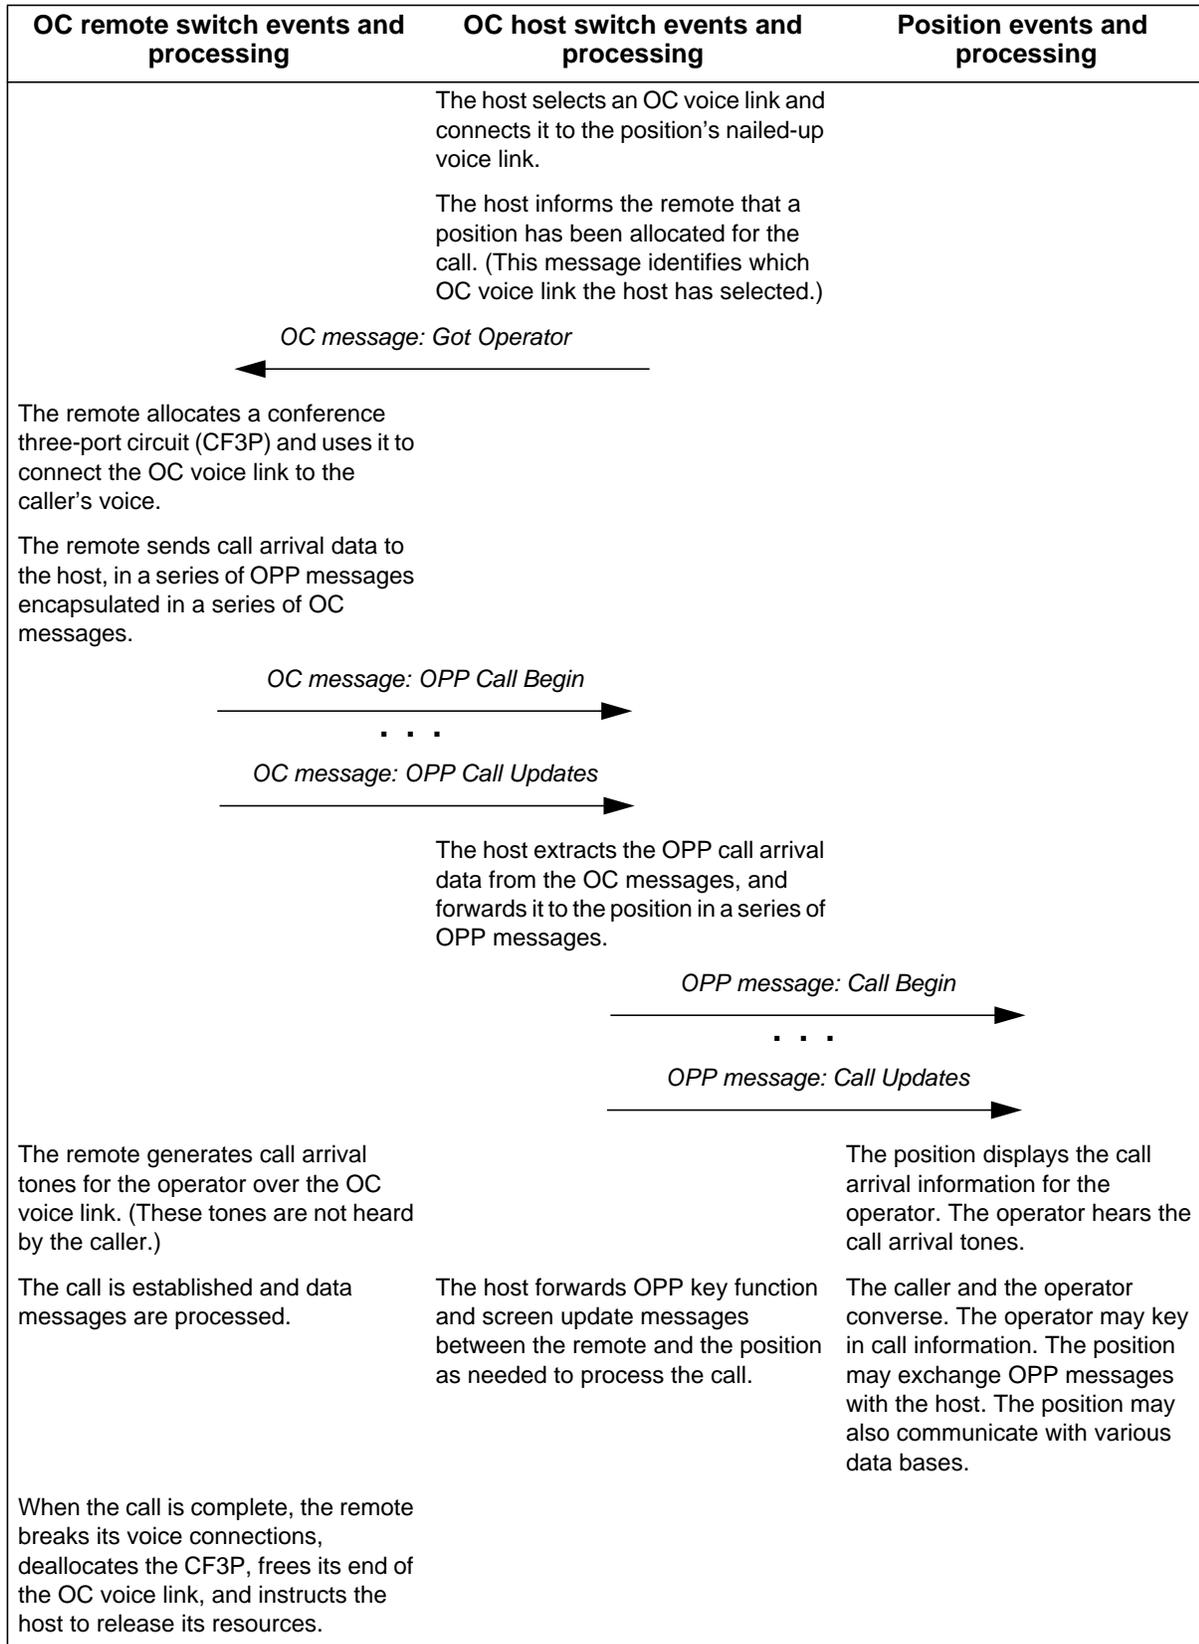 OC remote switch events and
processing
OC host switch events and
processing
Position events and
processing
The host selects an OC voice link and
connects it to the position’s nailed-up
voice link.
The host informs the remote that a
position has been allocated for the
call. (This message identifies which
OC voice link the host has selected.)
OC message: Got Operator
The remote allocates a conference
three-port circuit (CF3P) and uses it to
connect the OC voice link to the
caller’s voice.
The remote sends call arrival data to
the host, in a series of OPP messages
encapsulated in a series of OC
messages.
OC message: OPP Call Begin
. . .
OC message: OPP Call Updates
The host extracts the OPP call arrival
data from the OC messages, and
forwards it to the position in a series of
OPP messages.
OPP message: Call Begin
. . .
OPP message: Call Updates
The remote generates call arrival
tones for the operator over the OC
voice link. (These tones are not heard
by the caller.)
The position displays the call
arrival information for the
operator. The operator hears the
call arrival tones.
The call is established and data
messages are processed.
The host forwards OPP key function
and screen update messages
between the remote and the position
as needed to process the call.
The caller and the operator
converse. The operator may key
in call information. The position
may exchange OPP messages
with the host. The position may
also communicate with various
data bases.
When the call is complete, the remote
breaks its voice connections,
deallocates the CF3P, frees its end of
the OC voice link, and instructs the
host to release its resources.